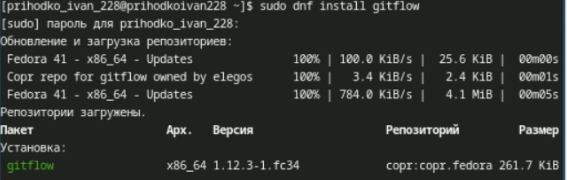 [prihodko_ivan_228@prihodkoivan228 ~]$ sudo dnf install gitflow
[sudo] пароль для prihodko_ivan_228:
Обновление и загрузка репозиториев:
Fedora 41 - x86_64 - Updates 100% | 100.0 KiB/s | 25.6 KiB | 00m00s
Copr repo for gitflow owned by elegos 100% | 3.4 KiB/s | 2.4 KiB | 00m01s
Fedora 41 - x86_64 - Updates 100% | 784.0 KiB/s | 4.1 MiB | 00m05s
Репозитории загружены.
Пакет Арх. Версия Репозиторий Размер
Установка:
gitflow x86_64 1.12.3-1.fc34 copr:copr.fedora 261.7 KiB